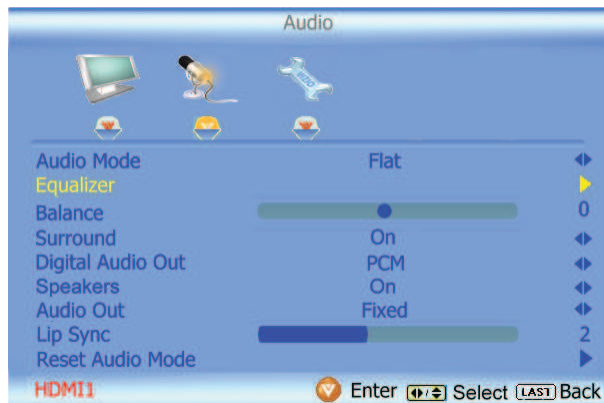 Audio
Audio Mode Flat
Equalizer
Balance 0
Surround On
Digital Audio Out PCM
Speakers On
Audio Out Fixed
Lip Sync 2
Reset Audio Mode
HDMI1 Enter Select LAST Back